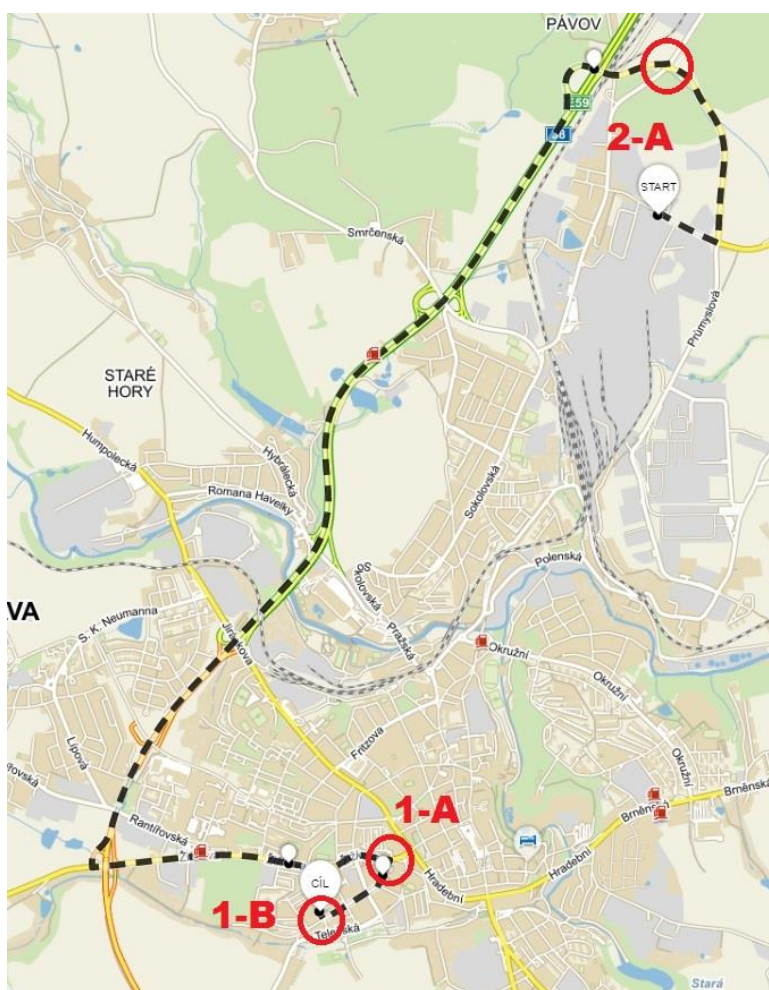 PÁVOV
E59
38
2-A
START
Smrčenská
Průmyslová
STARÉ
HORY
Humpolecká
Hybrálecká
Romana Havelky
Sokolovská
Polenská
Sokolovská
VA
S. K. Neumanna
Jiráskova
Pražská
Okružní
Okružní
Fritzova
Lípová
Okružní
Brněnská
Brněnská
1-A
Rantířovská
CÍL
Hradební
Hradební
1-B
Telečská
Stará